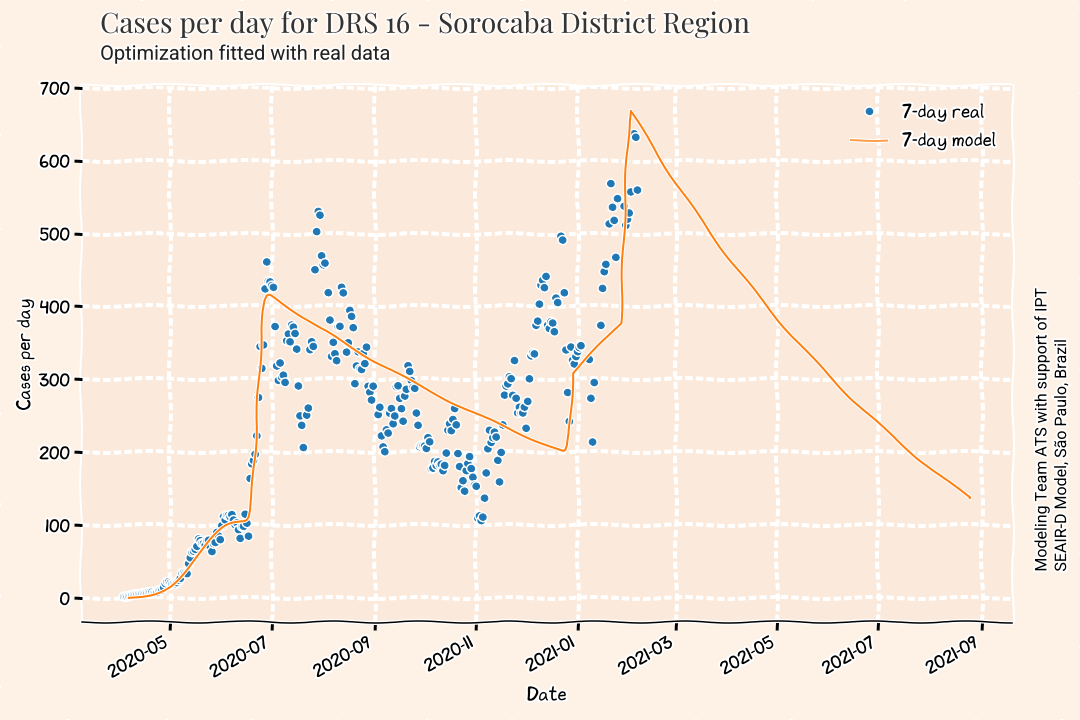 Cases per day for DRS 16 - Sorocaba District Region
Optimization fitted with real data
7-day real
7-day model
700
600
500
400
300
200
100
0
Cases per day
2020-05
2020-07
2020-09
2020-11
2021-01
2021-03
2021-05
2021-07
2021-09
Date
Modeling Team ATS with support of IPT
SEAIR-D Model, São Paulo, Brazil